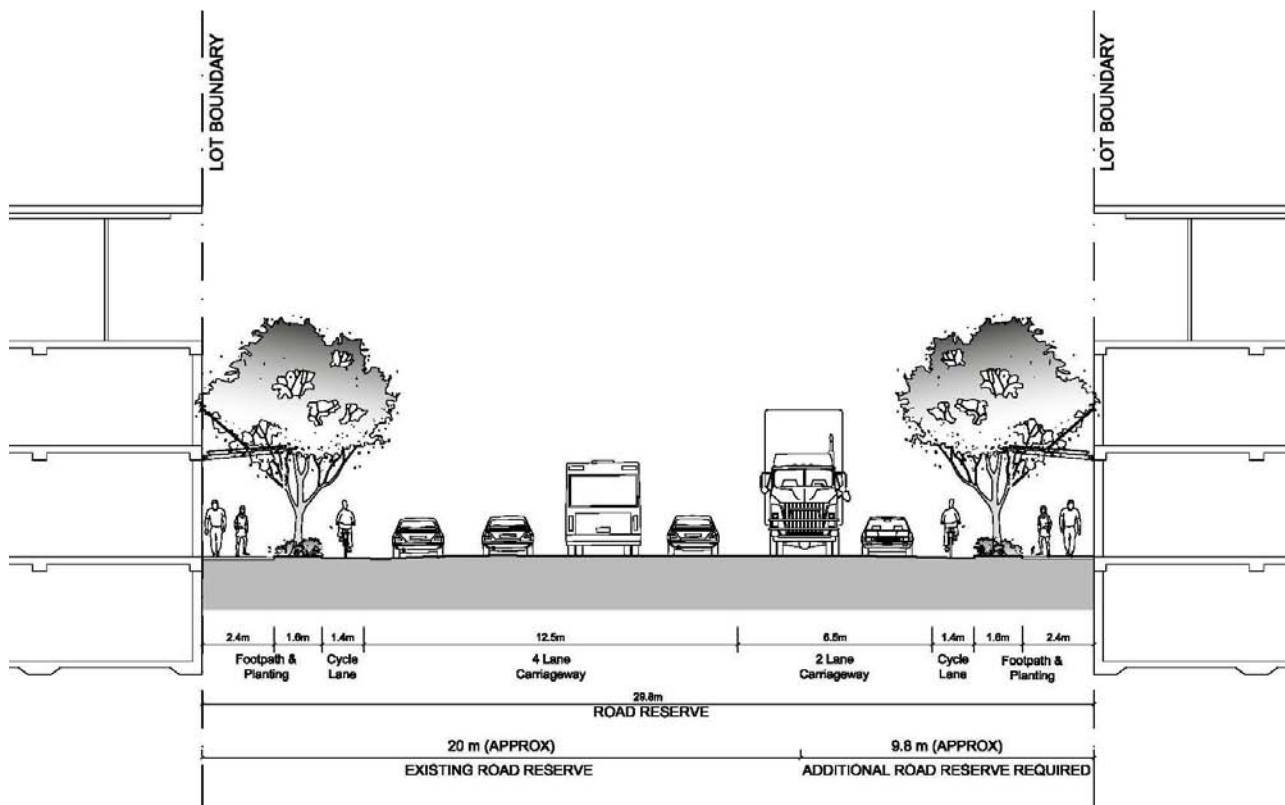 LOT BOUNDARY
LOT BOUNDARY
2.4m
1.6m
1.4m
12.5m
6.5m
1.4m
1.6m
2.4m
Footpath &
Planting
Cycle
Lane
4 Lane
Carriageway
2 Lane
Carriageway
Cycle
Lane
Footpath &
Planting
29.8m
ROAD RESERVE
20 m (APPROX)
9.8 m (APPROX)
EXISTING ROAD RESERVE
ADDITIONAL ROAD RESERVE REQUIRED